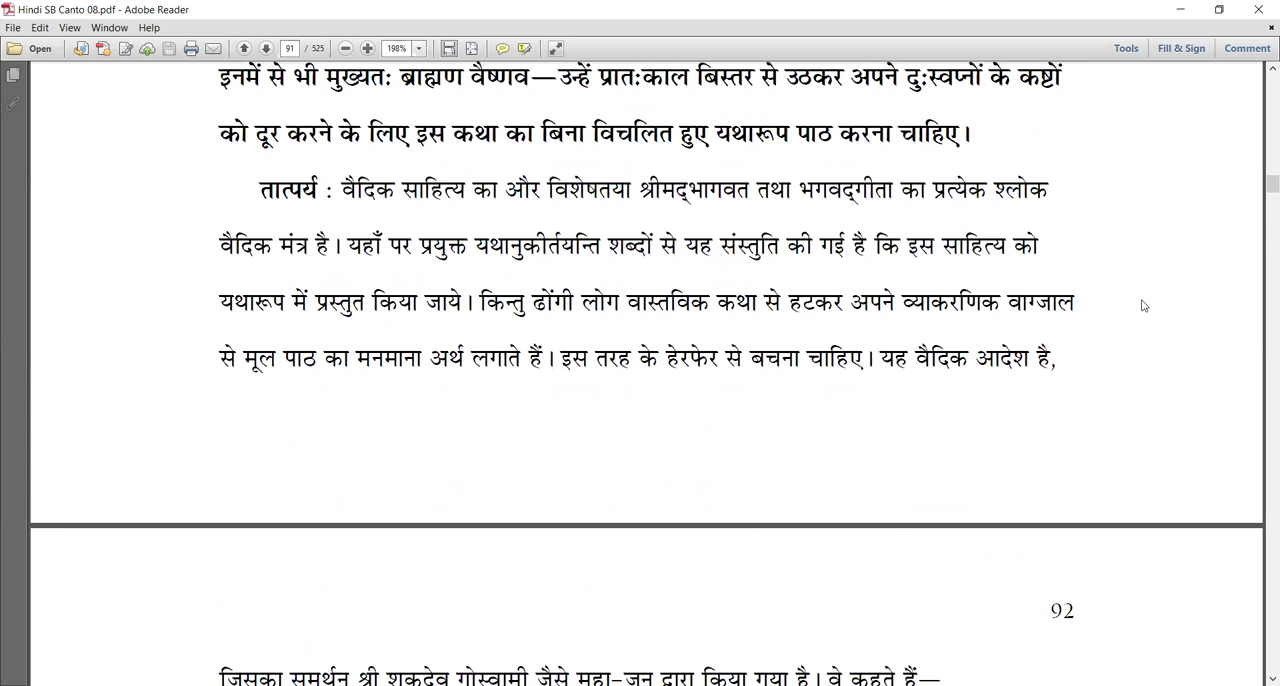 Hindi SB Canto 08.pdf - Adobe Reader
File Edit View Window Help
Open 91 / 525 198% Tools Fill & Sign Comment
इनमें से भी मुख्यतः ब्राह्मण वैष्णव—उन्हें प्रातःकाल बिस्तर से उठकर अपने दुःस्वप्नों के कष्टों
को दूर करने के लिए इस कथा का बिना विचलित हुए यथारूप पाठ करना चाहिए।
तात्पर्य : वैदिक साहित्य का और विशेषतया श्रीमद्भागवत तथा भगवद्गीता का प्रत्येक श्लोक
वैदिक मंत्र है। यहाँ पर प्रयुक्त यथानुकीर्तयन्ति शब्दों से यह संस्तुति की गई है कि इस साहित्य को
यथारूप में प्रस्तुत किया जाये। किन्तु ढोंगी लोग वास्तविक कथा से हटकर अपने व्याकरणिक वाग्जाल
से मूल पाठ का मनमाना अर्थ लगाते हैं। इस तरह के हेरफेर से बचना चाहिए। यह वैदिक आदेश है,
92
जिसका समर्थन श्री शुकदेव गोस्वामी जैसे महा-जन द्वारा किया गया है। वे कहते हैं—